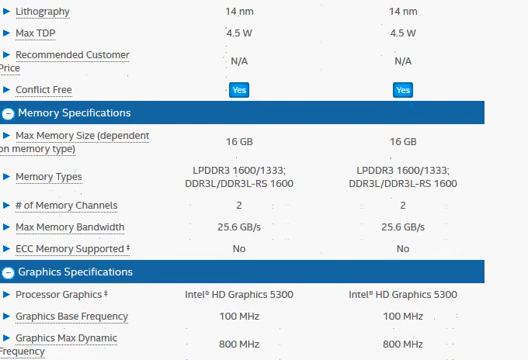 Lithography 14 nm 14 nm
Max TDP 4.5 W 4.5 W
Recommended Customer
Price N/A N/A
Conflict Free Yes Yes
Memory Specifications
Max Memory Size (dependent
on memory type) 16 GB 16 GB
Memory Types LPDDR3 1600/1333; LPDDR3 1600/1333;
DDR3L/DDR3L-RS 1600 DDR3L/DDR3L-RS 1600
# of Memory Channels 2 2
Max Memory Bandwidth 25.6 GB/s 25.6 GB/s
ECC Memory Supported ‡ No No
Graphics Specifications
Processor Graphics ‡ Intel® HD Graphics 5300 Intel® HD Graphics 5300
Graphics Base Frequency 100 MHz 100 MHz
Graphics Max Dynamic
Frequency 800 MHz 800 MHz